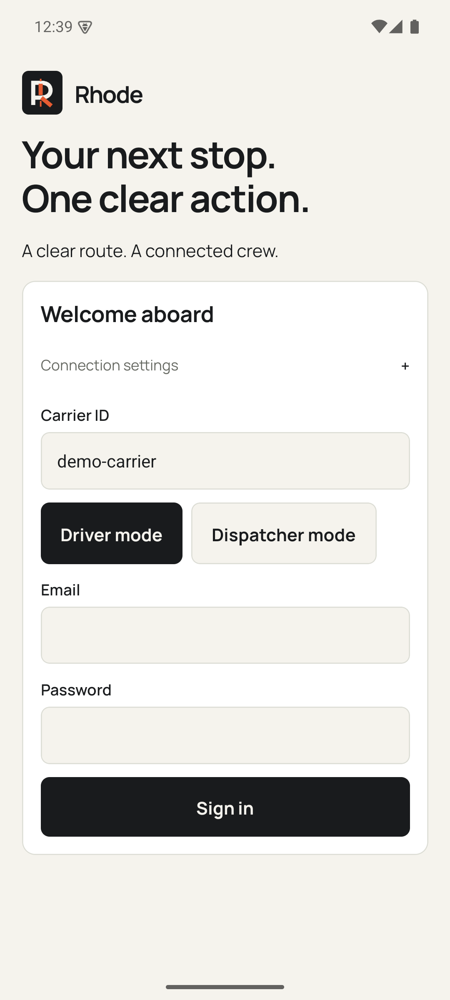 12:39
Rhode
Your next stop.
One clear action.
A clear route. A connected crew.
Welcome aboard
Connection settings +
Carrier ID
demo-carrier
Driver mode Dispatcher mode
Email
Password
Sign in